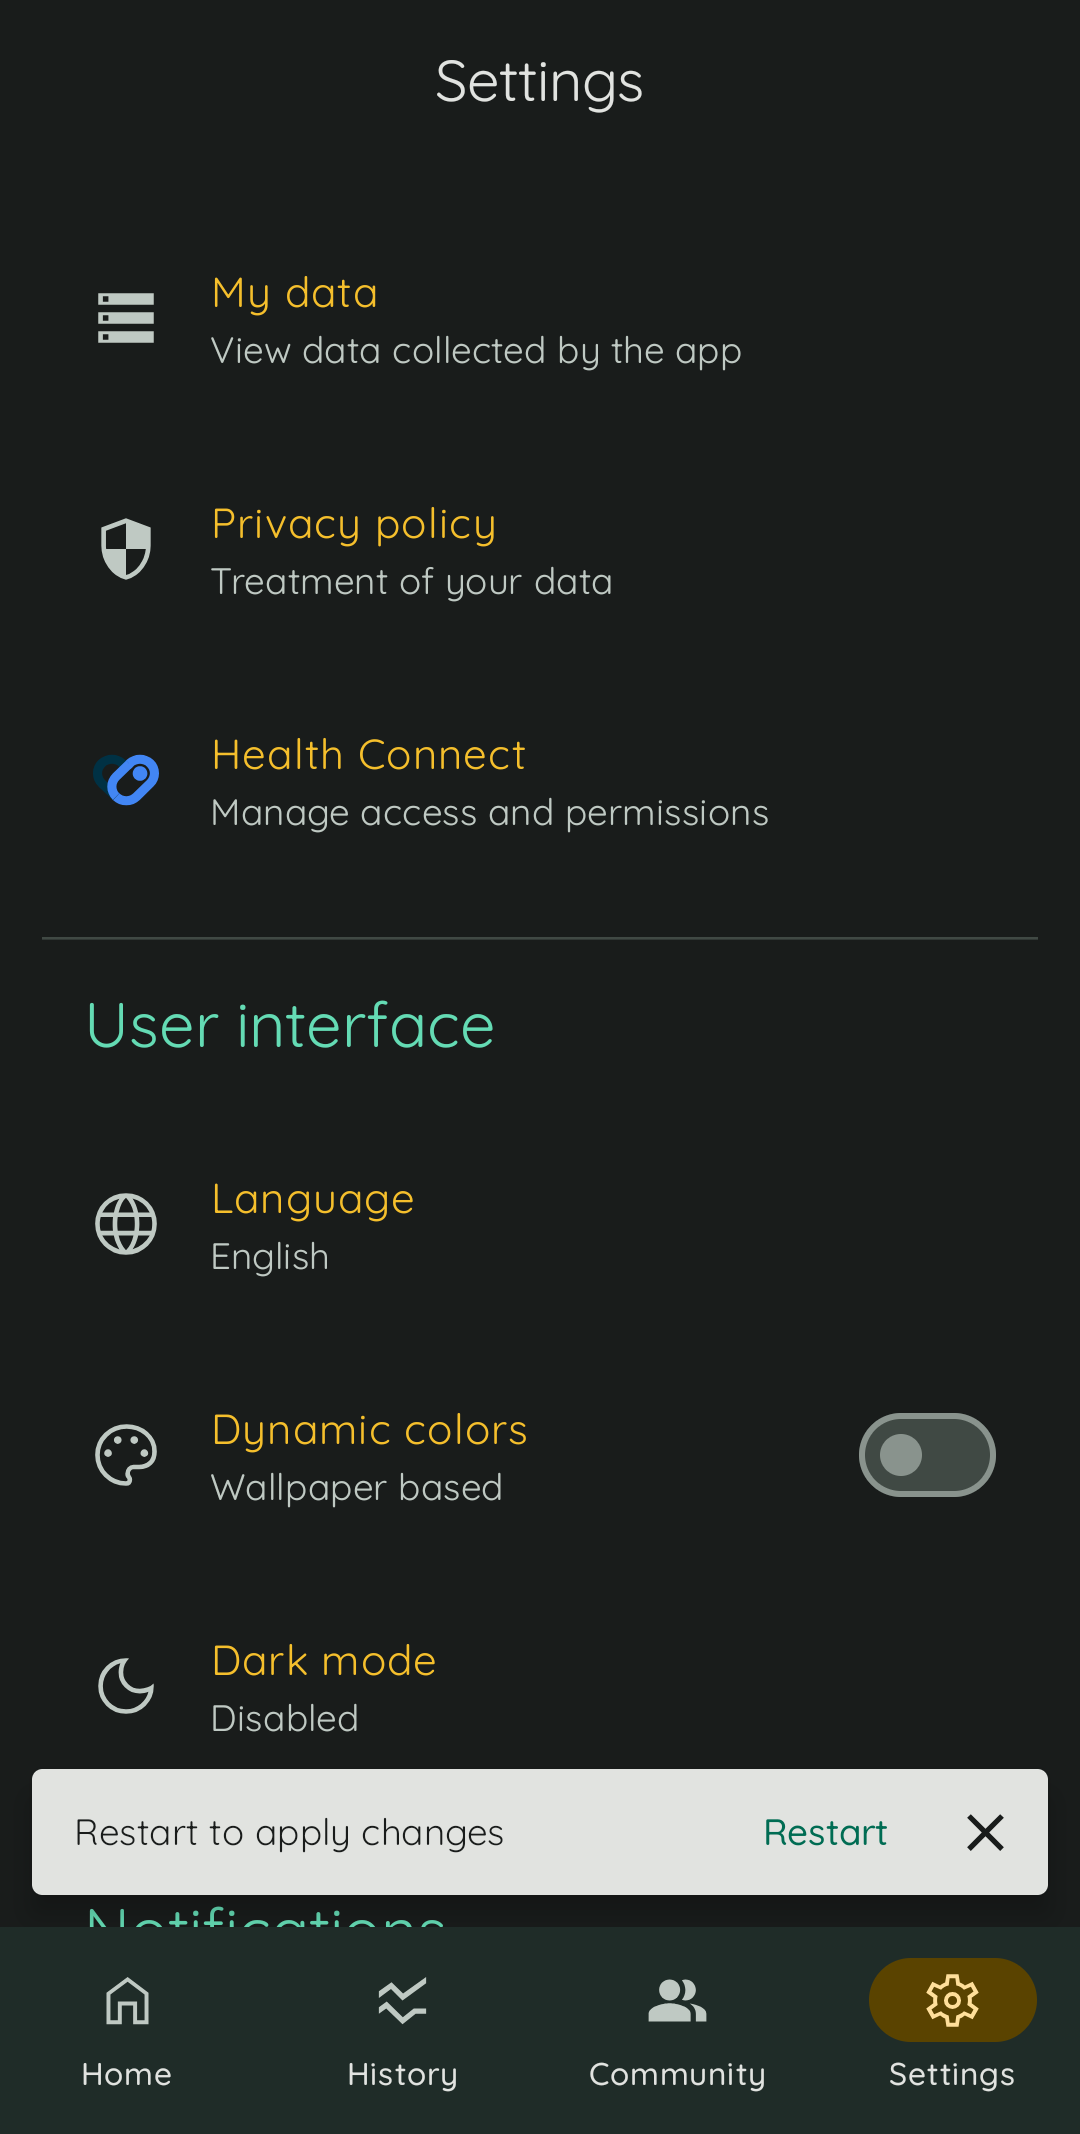 Settings
My data
View data collected by the app
Privacy policy
Treatment of your data
Health Connect
Manage access and permissions
User interface
Language
English
Dynamic colors
Wallpaper based
Dark mode
Disabled
Restart to apply changes Restart
Notifications
Home History Community Settings